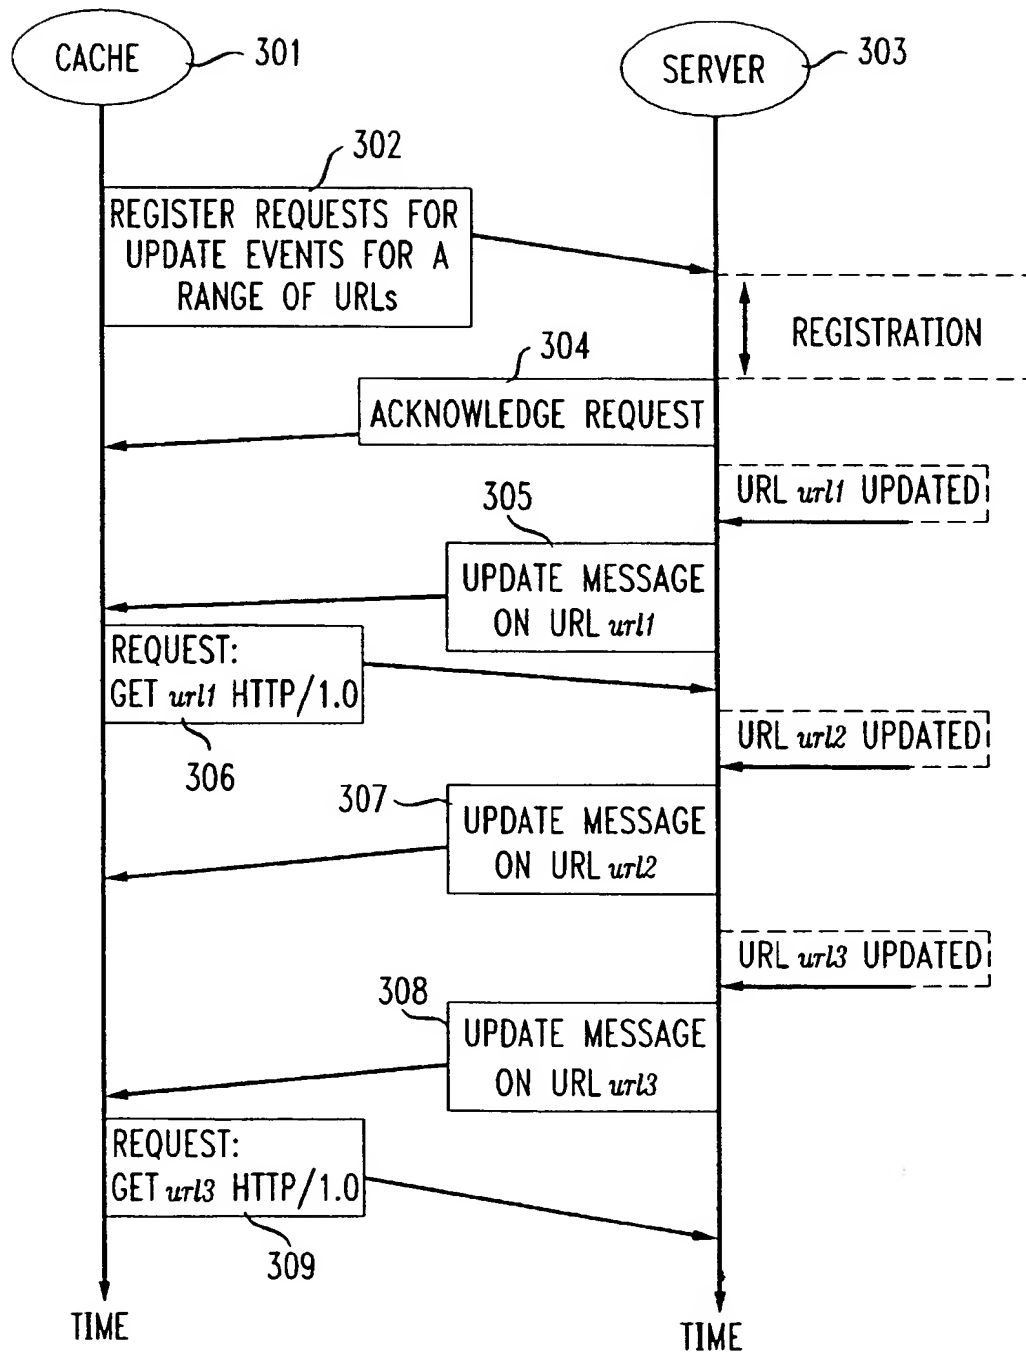 CACHE
301
SERVER
303
302
REGISTER REQUESTS FOR
UPDATE EVENTS FOR A
RANGE OF URLs
REGISTRATION
304
ACKNOWLEDGE REQUEST
URL url1 UPDATED
305
UPDATE MESSAGE
ON URL url1
REQUEST:
GET url1 HTTP/1.0
306
URL url2 UPDATED
307
UPDATE MESSAGE
ON URL url2
URL url3 UPDATED
308
UPDATE MESSAGE
ON URL url3
REQUEST:
GET url3 HTTP/1.0
309
TIME
TIME